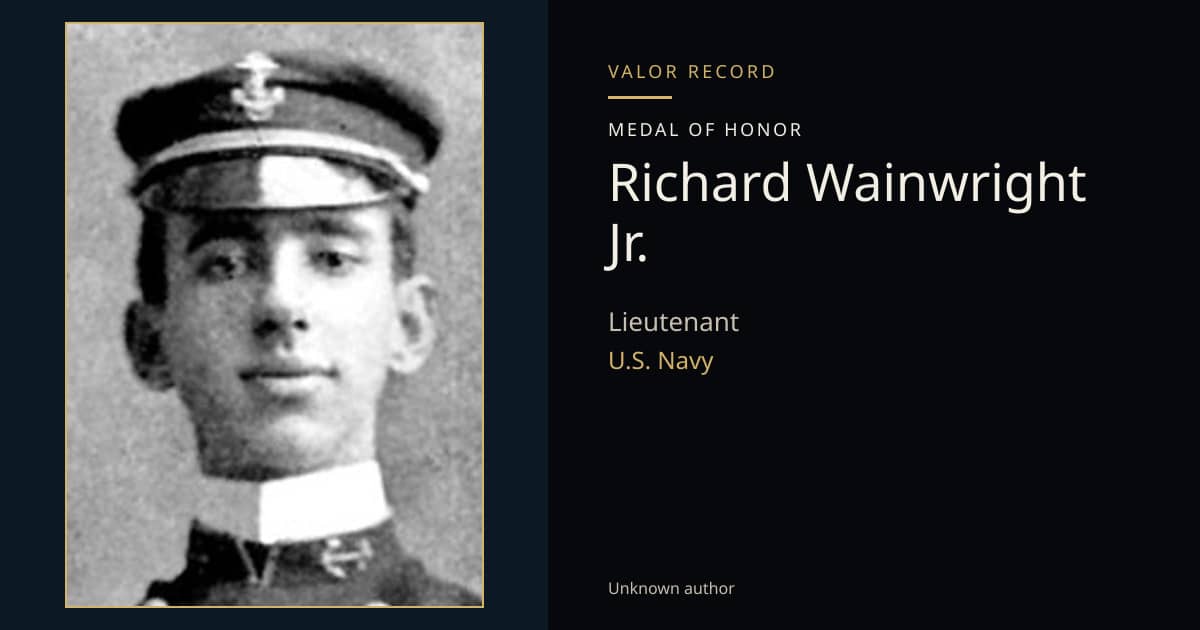 VALOR RECORD
MEDAL OF HONOR
Richard Wainwright
Jr.
Lieutenant
U.S. Navy
Unknown author